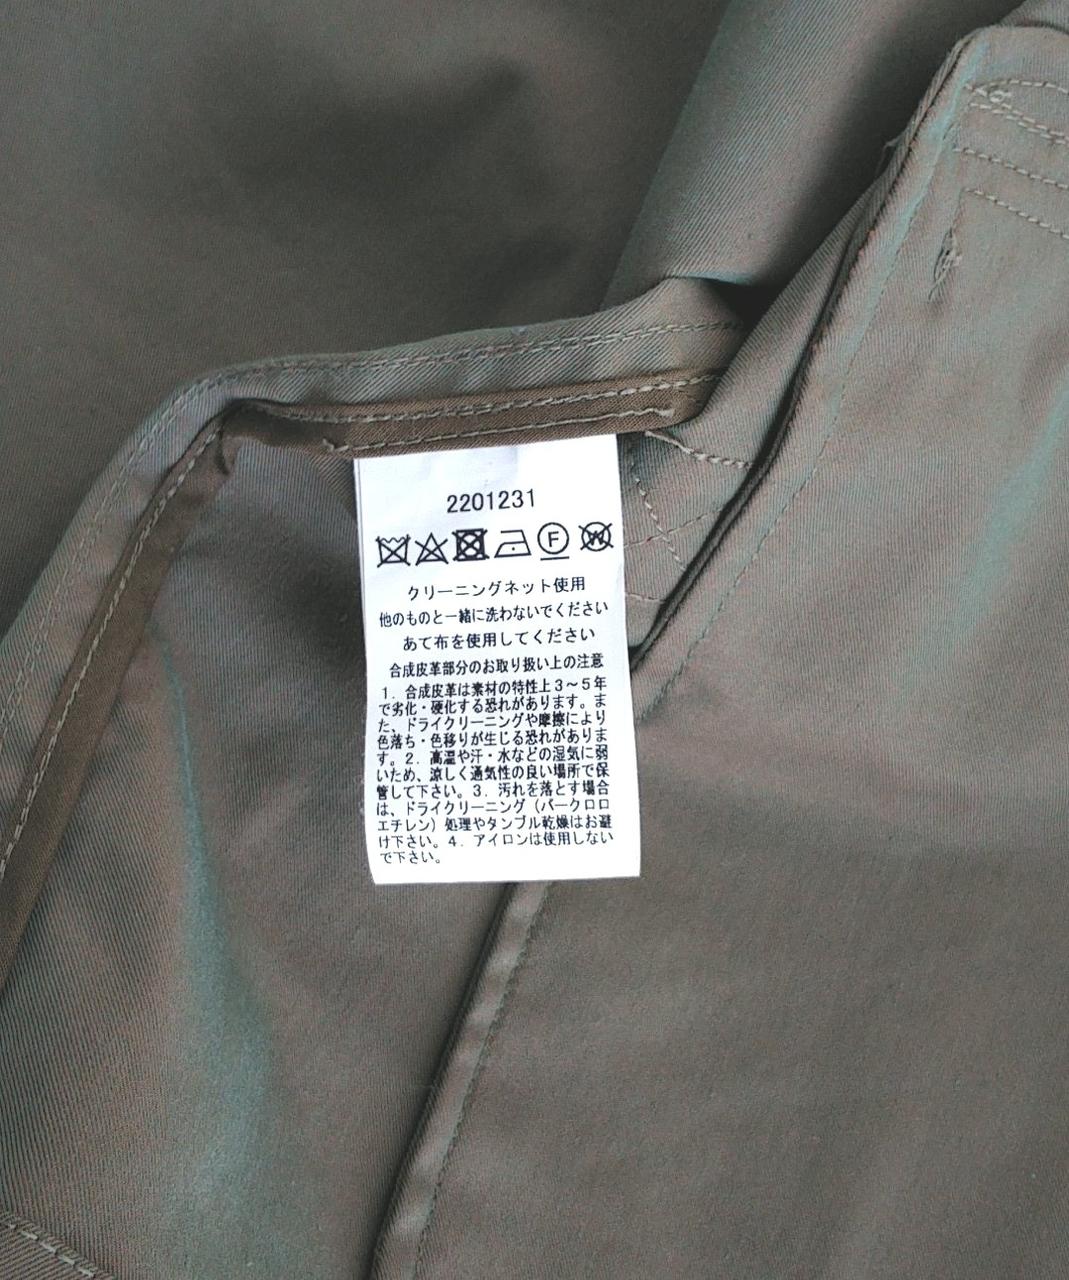 2201231
F W
クリーニングネット使用
他のものと一緒に洗わないでください
あて布を使用してください
合成皮革部分のお取り扱い上の注意
1．合成皮革は素材の特性上3～5年
で劣化・硬化する恐れがあります。ま
た、ドライクリーニングや摩擦により
色落ち・色移りが生じる恐れがありま
す。2．高温や汗・水などの湿気に弱
いため、涼しく通気性の良い場所で保
管して下さい。3．汚れを落とす場合
は、ドライクリーニング（パークロロ
エチレン）処理やタンブル乾燥はお避
け下さい。4．アイロンは使用しない
で下さい。